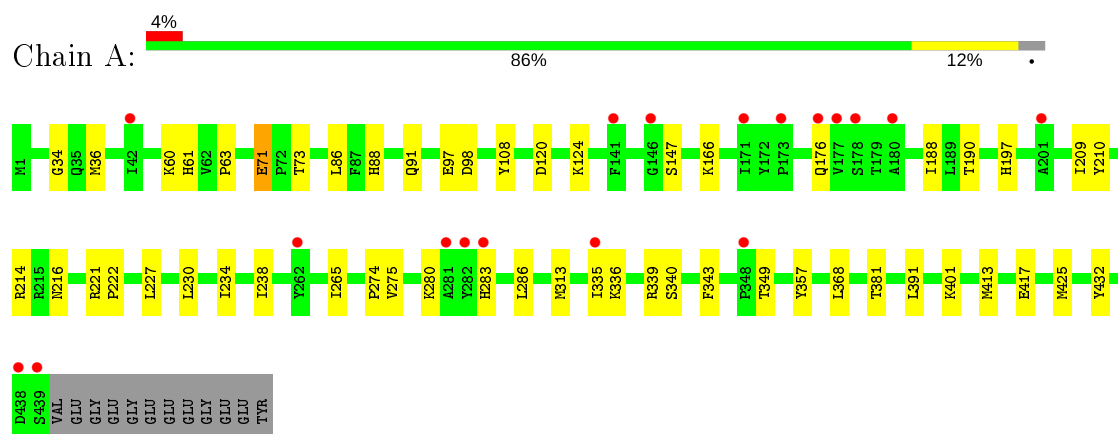 4%
Chain A:
86% 12% •
M1 G34 Q35 M36 I42 K60 H61 V62 P63 E71 P72 T73 L86 F87 H88 Q91 E97 D98 Y108 D120 K124 F141 G146 S147 K166 I171 Y172 P173 Q176 V177 S178 T179 A180 I188 L189 T190 H197 A201 I209 Y210
R214 R215 N216 R221 P222 L227 L230 I234 I238 Y262 I265 P274 V275 K280 A281 Y282 H283 L286 M313 I335 K336 R339 S340 F343 P348 T349 Y357 L368 T381 L391 K401 M413 E417 M425 Y432
D438 S439 VAL GLU GLY GLU GLY GLU GLU GLU GLY GLU GLU TYR